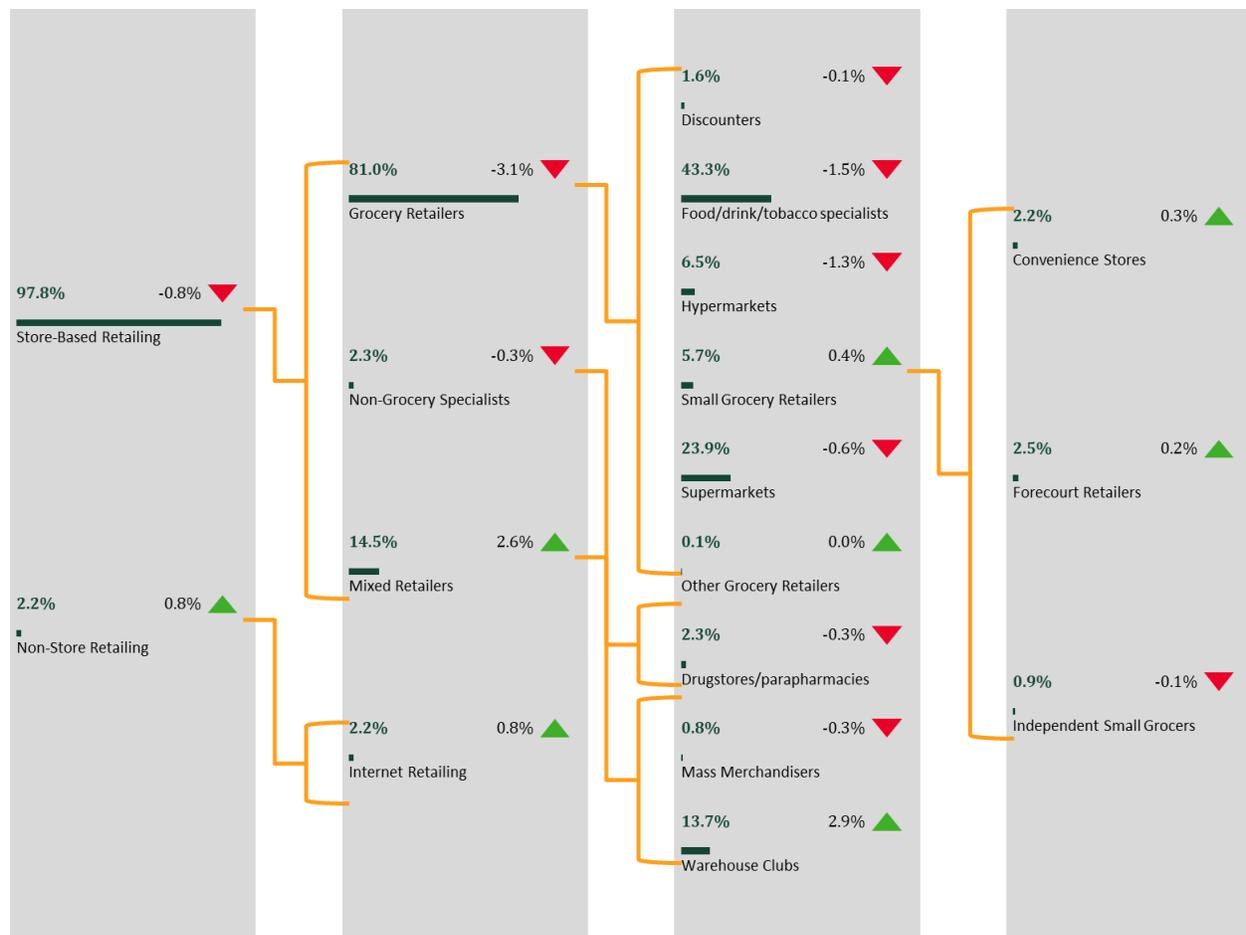 97.8% -0.8%
Store-Based Retailing
2.2% 0.8%
Non-Store Retailing
81.0% -3.1%
Grocery Retailers
2.3% -0.3%
Non-Grocery Specialists
14.5% 2.6%
Mixed Retailers
2.2% 0.8%
Internet Retailing
1.6% -0.1%
Discounters
43.3% -1.5%
Food/drink/tobacco specialists
6.5% -1.3%
Hypermarkets
5.7% 0.4%
Small Grocery Retailers
23.9% -0.6%
Supermarkets
0.1% 0.0%
Other Grocery Retailers
2.3% -0.3%
Drugstores/parapharmacies
0.8% -0.3%
Mass Merchandisers
13.7% 2.9%
Warehouse Clubs
2.2% 0.3%
Convenience Stores
2.5% 0.2%
Forecourt Retailers
0.9% -0.1%
Independent Small Grocers